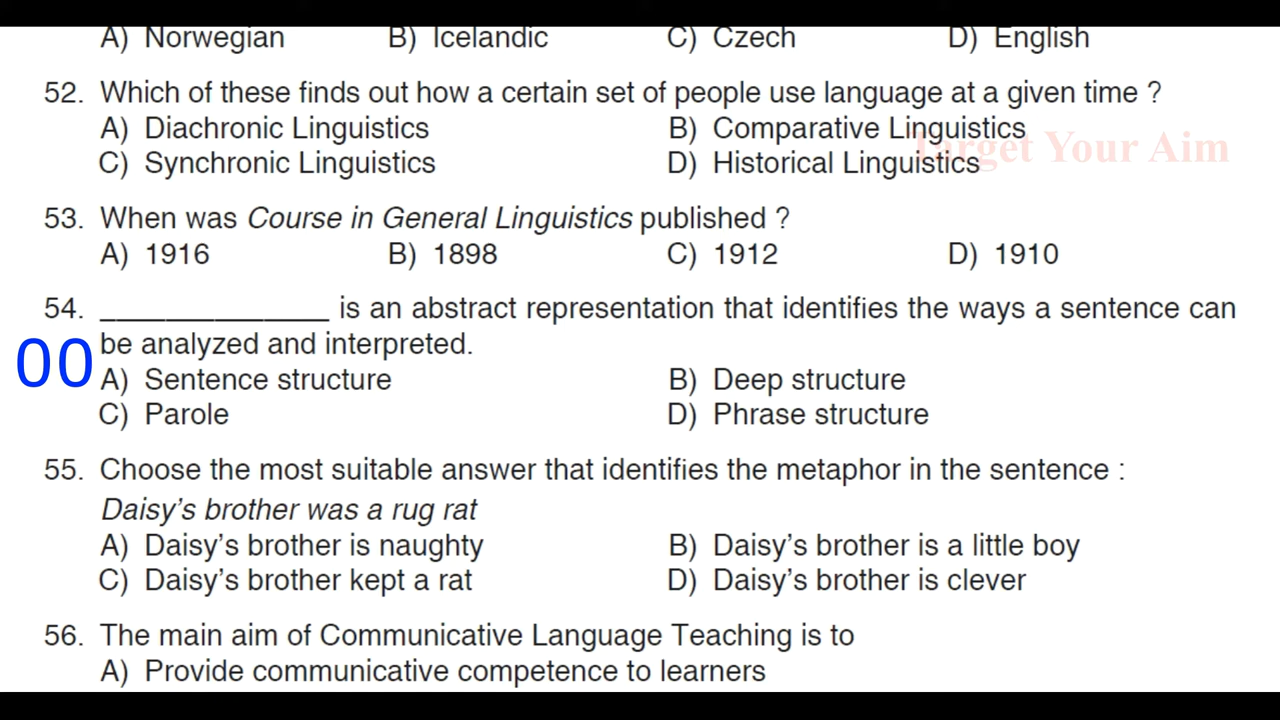 A) Norwegian B) Icelandic C) Czech D) English
52. Which of these finds out how a certain set of people use language at a given time ?
A) Diachronic Linguistics B) Comparative Linguistics
Target Your Aim
C) Synchronic Linguistics D) Historical Linguistics
53. When was Course in General Linguistics published ?
A) 1916 B) 1898 C) 1912 D) 1910
54. ______________ is an abstract representation that identifies the ways a sentence can
be analyzed and interpreted.
00
A) Sentence structure B) Deep structure
C) Parole D) Phrase structure
55. Choose the most suitable answer that identifies the metaphor in the sentence :
Daisy's brother was a rug rat
A) Daisy's brother is naughty B) Daisy's brother is a little boy
C) Daisy's brother kept a rat D) Daisy's brother is clever
56. The main aim of Communicative Language Teaching is to
A) Provide communicative competence to learners